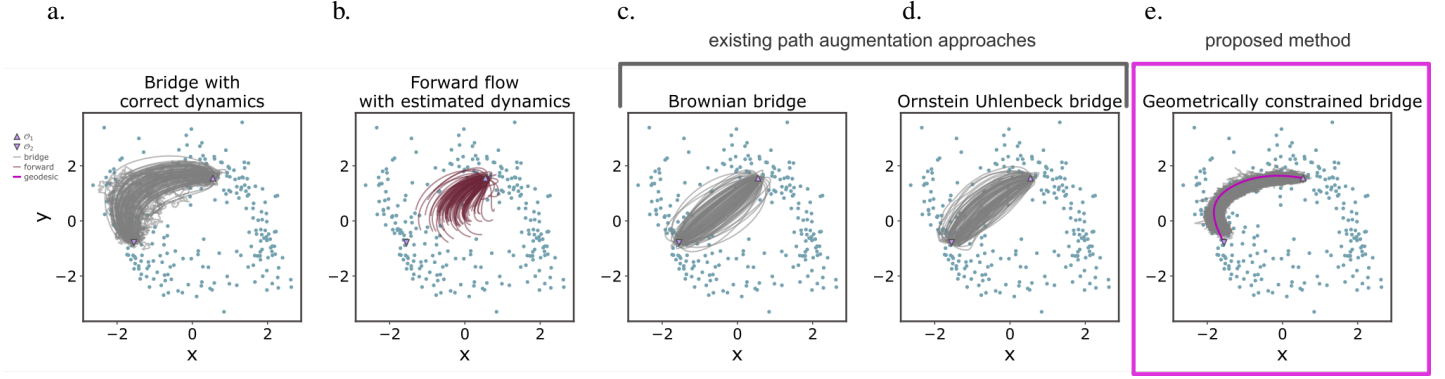 a.
b.
c.
d.
e.
existing path augmentation approaches
proposed method
Bridge with
correct dynamics
Forward flow
with estimated dynamics
Brownian bridge
Ornstein Uhlenbeck bridge
Geometrically constrained bridge
𝒪₁
𝒪₂
bridge
forward
geodesic
y
2
0
−2
−2
0
2
x
2
0
−2
−2
0
2
x
2
0
−2
−2
0
2
x
2
0
−2
−2
0
2
x
2
0
−2
−2
0
2
x